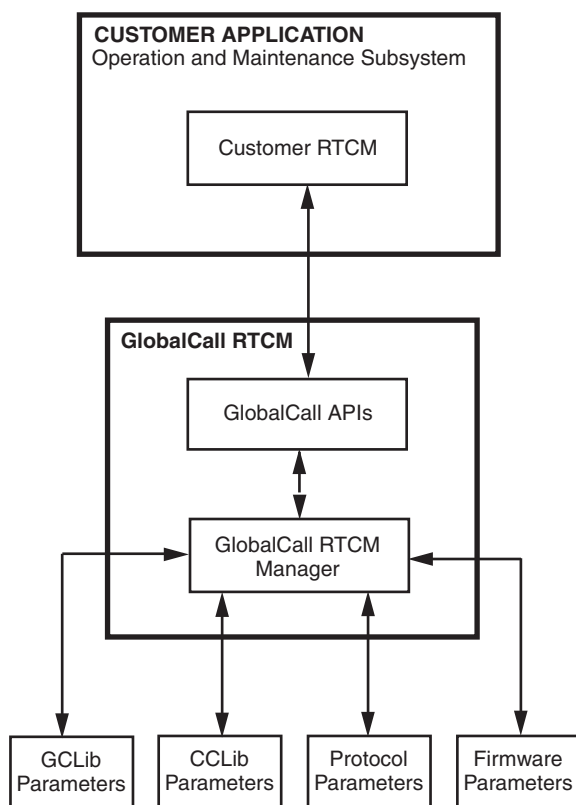 CUSTOMER APPLICATION
Operation and Maintenance Subsystem
Customer RTCM
GlobalCall RTCM
GlobalCall APIs
GlobalCall RTCM
Manager
GCLib
Parameters
CCLib
Parameters
Protocol
Parameters
Firmware
Parameters